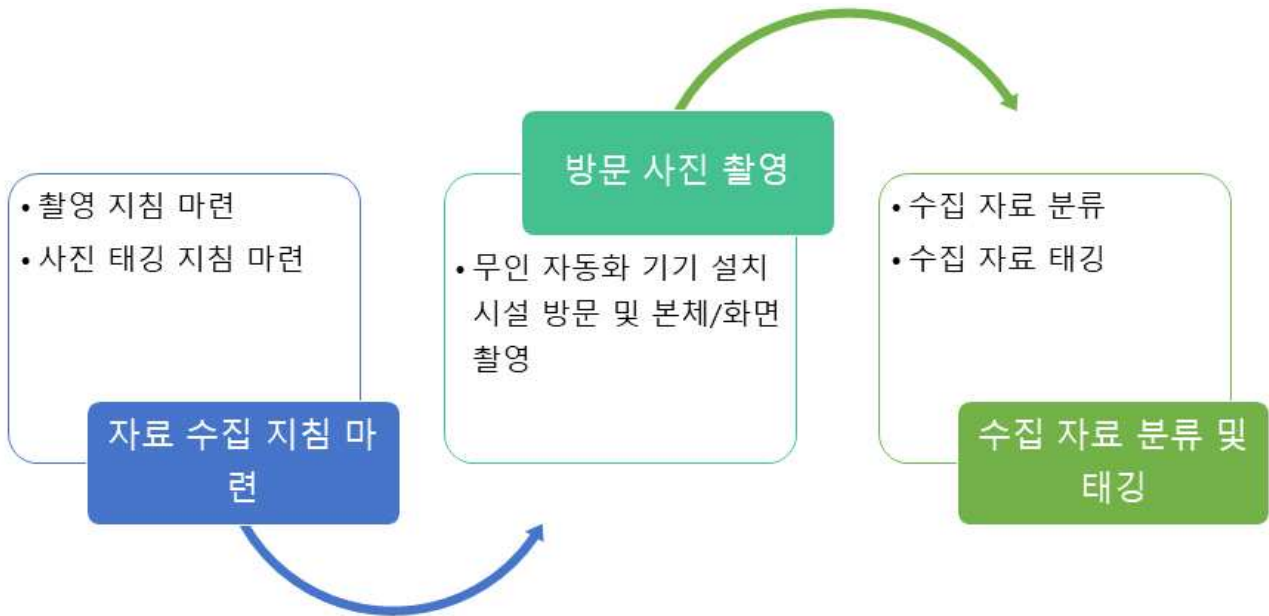 • 촬영 지침 마련
• 사진 태깅 지침 마련
자료 수집 지침 마
련
방문 사진 촬영
• 무인 자동화 기기 설치
시설 방문 및 본체/화면
촬영
• 수집 자료 분류
• 수집 자료 태깅
수집 자료 분류 및
태깅